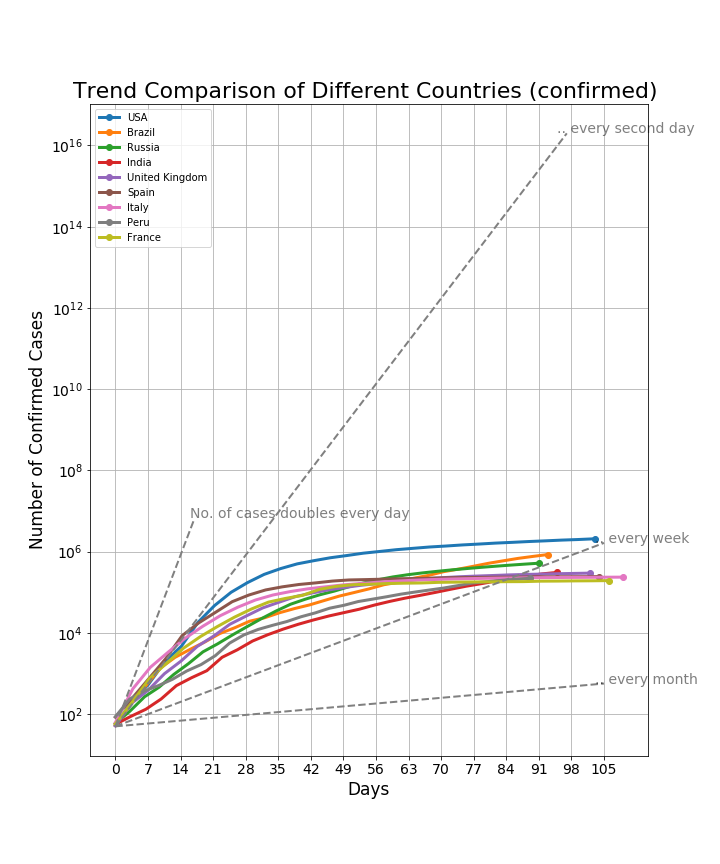 Trend Comparison of Different Countries (confirmed)
USA
Brazil
Russia
India
United Kingdom
Spain
Italy
Peru
France
.. every second day
No. of cases doubles every day
.. every week
.. every month
Number of Confirmed Cases
10^16
10^14
10^12
10^10
10^8
10^6
10^4
10^2
0 7 14 21 28 35 42 49 56 63 70 77 84 91 98 105
Days